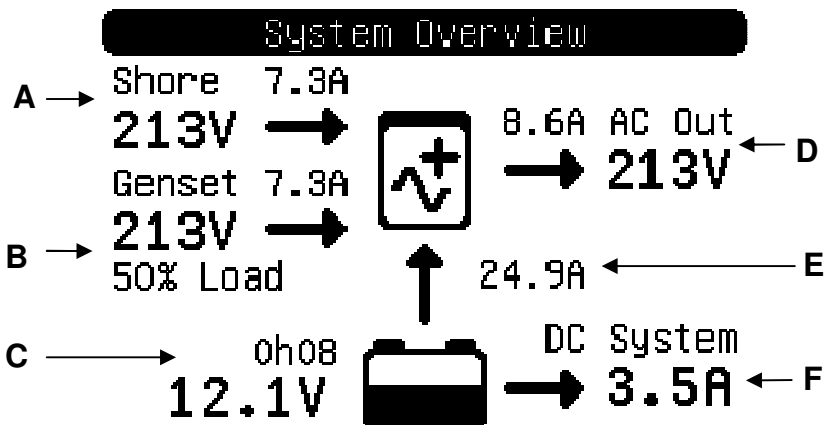 System Overview
A
Shore 7.3A
213V
8.6A AC Out
213V
D
Genset 7.3A
213V
B
50% Load
24.9A
E
C
0h08
12.1V
DC System
3.5A
F